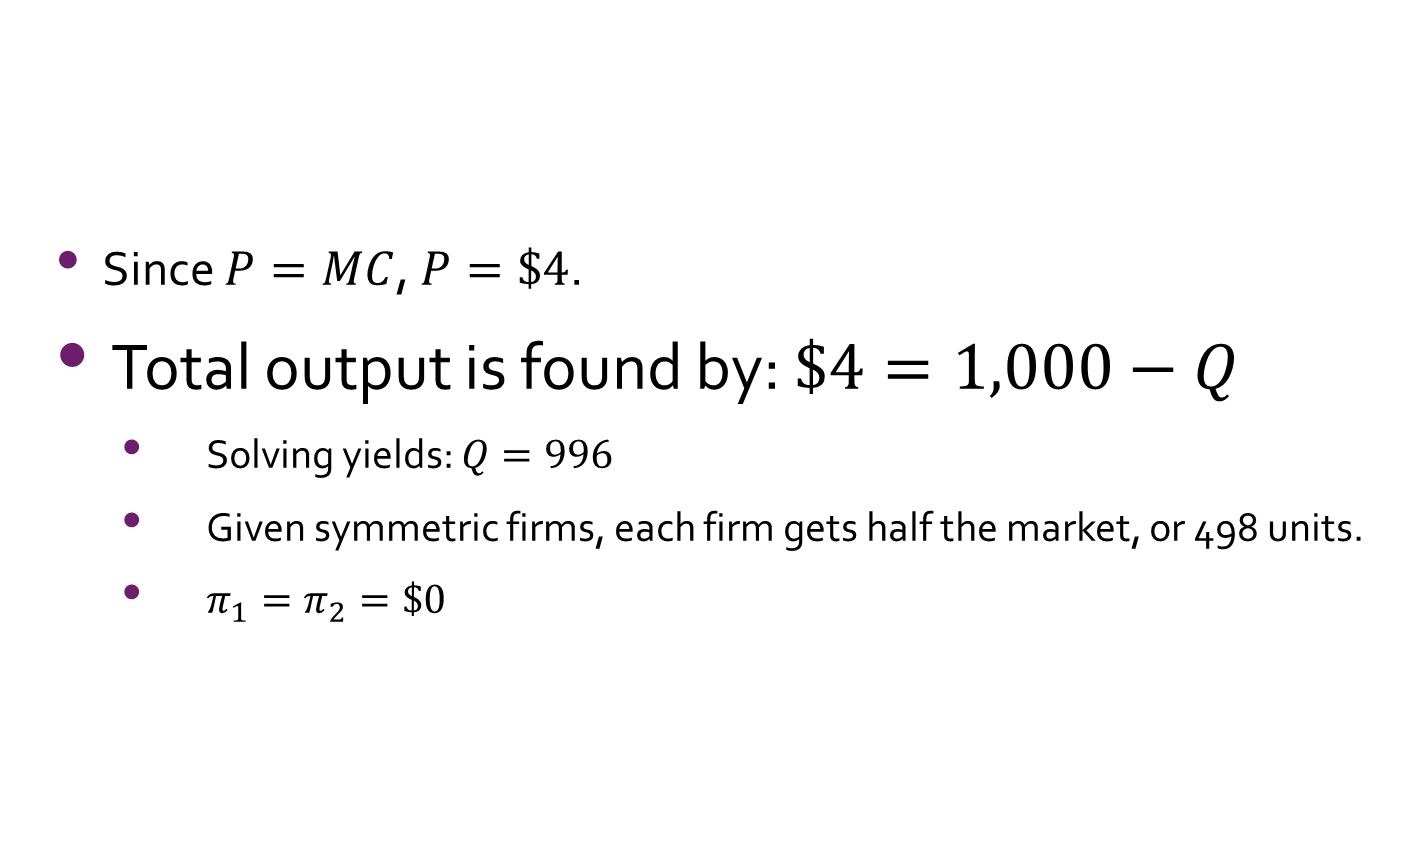 • Since P = MC, P = $4.
• Total output is found by: $4 = 1,000 − Q
• Solving yields: Q = 996
• Given symmetric firms, each firm gets half the market, or 498 units.
• π₁ = π₂ = $0